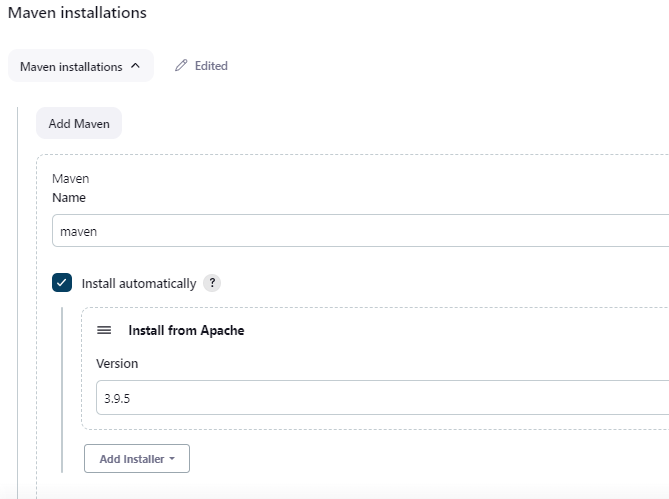 Maven installations
Maven installations
Edited
Add Maven
Maven
Name
maven
Install automatically ?
Install from Apache
Version
3.9.5
Add Installer